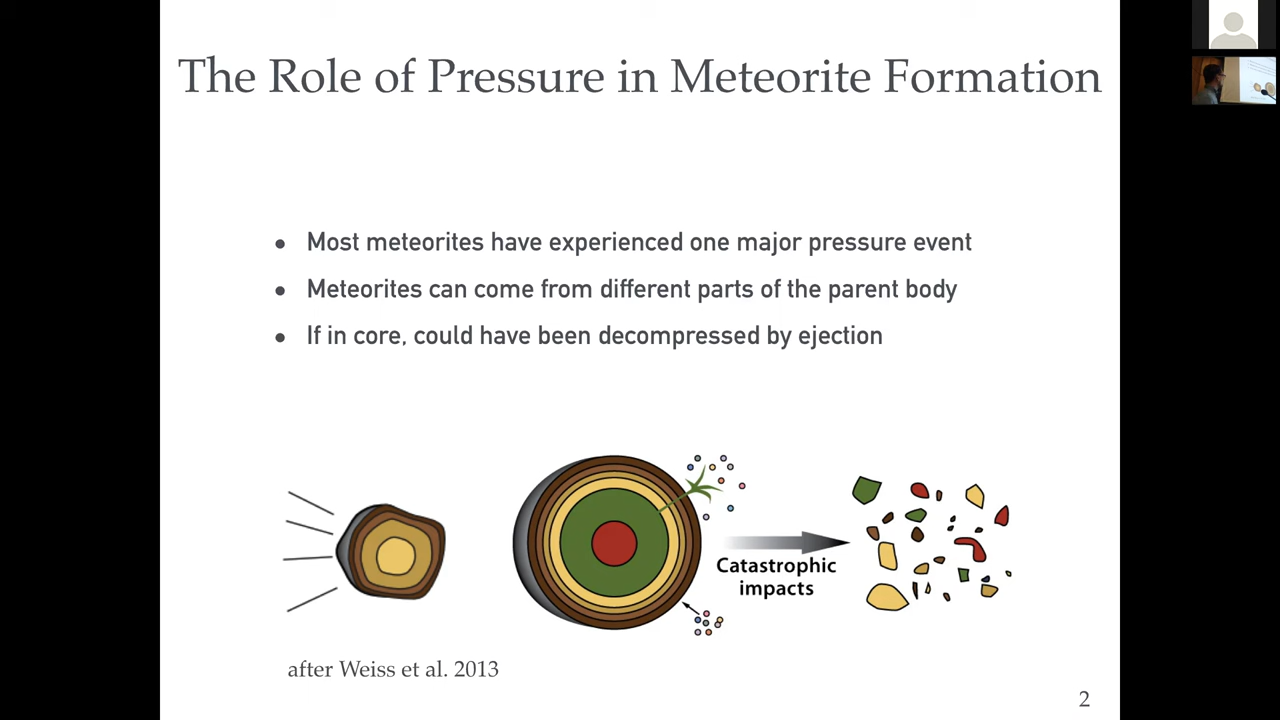 The Role of Pressure in Meteorite Formation
● Most meteorites have experienced one major pressure event
● Meteorites can come from different parts of the parent body
● If in core, could have been decompressed by ejection
Catastrophic
impacts
after Weiss et al. 2013
2